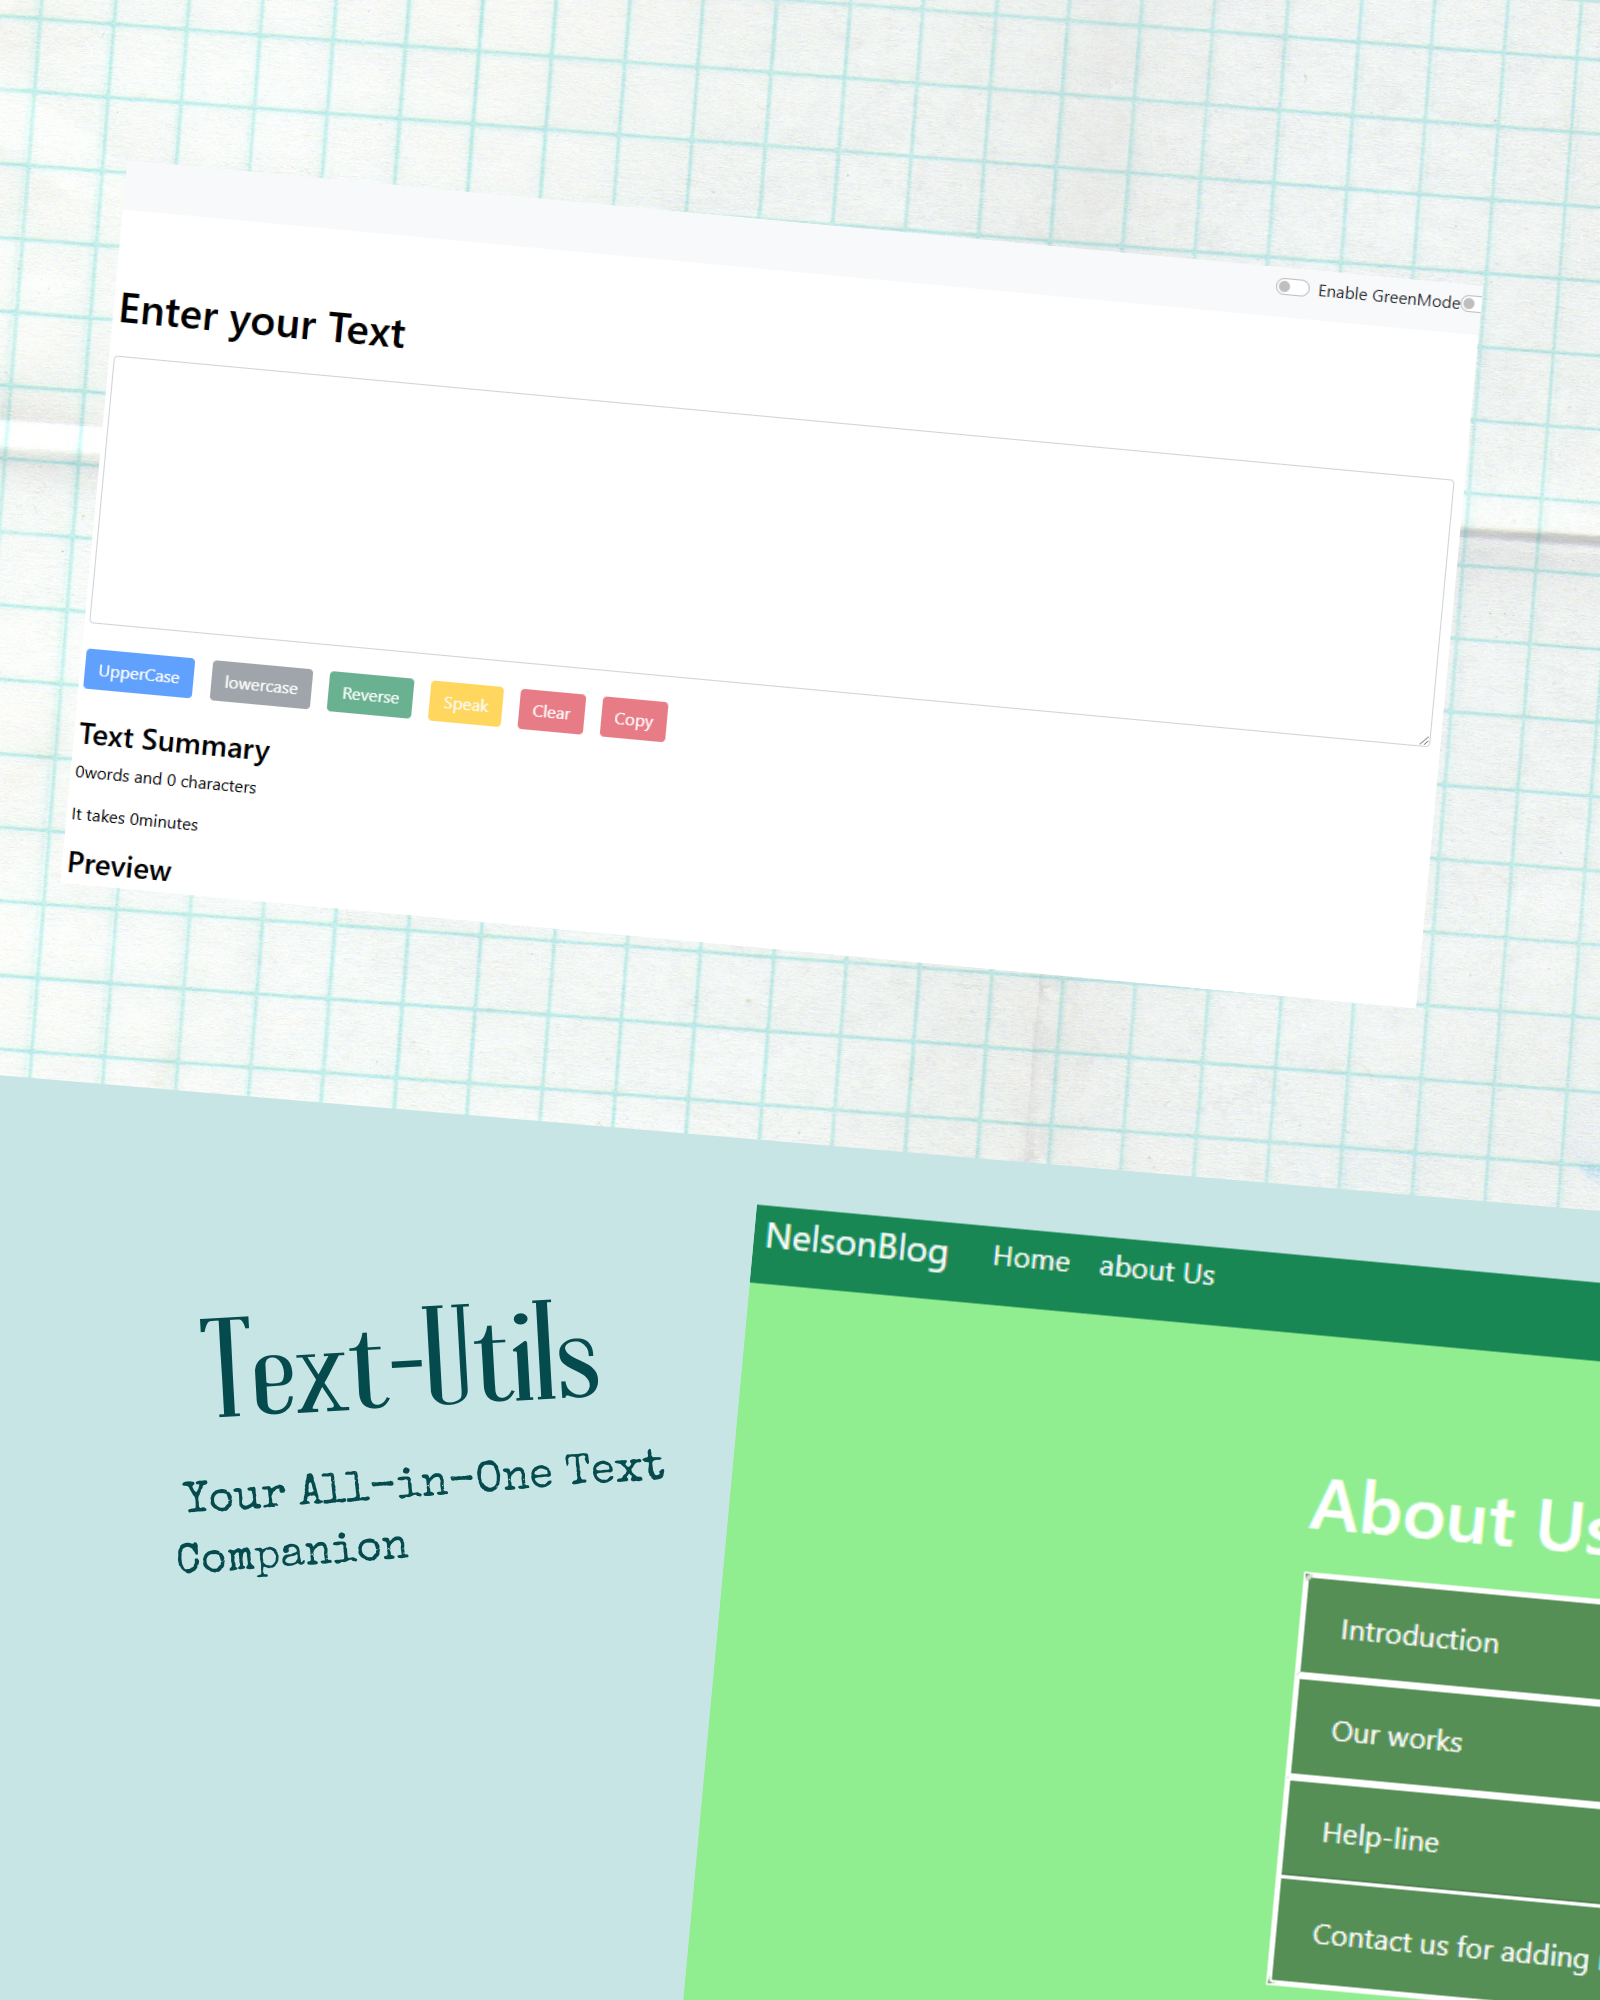 Enable GreenMode
Enter your Text
UpperCase lowercase Reverse Speak Clear Copy
Text Summary
0words and 0 characters
It takes 0minutes
Preview
NelsonBlog Home about Us
Text-Utils
Your All-in-One Text
Companion
About Us
Introduction
Our works
Help-line
Contact us for adding